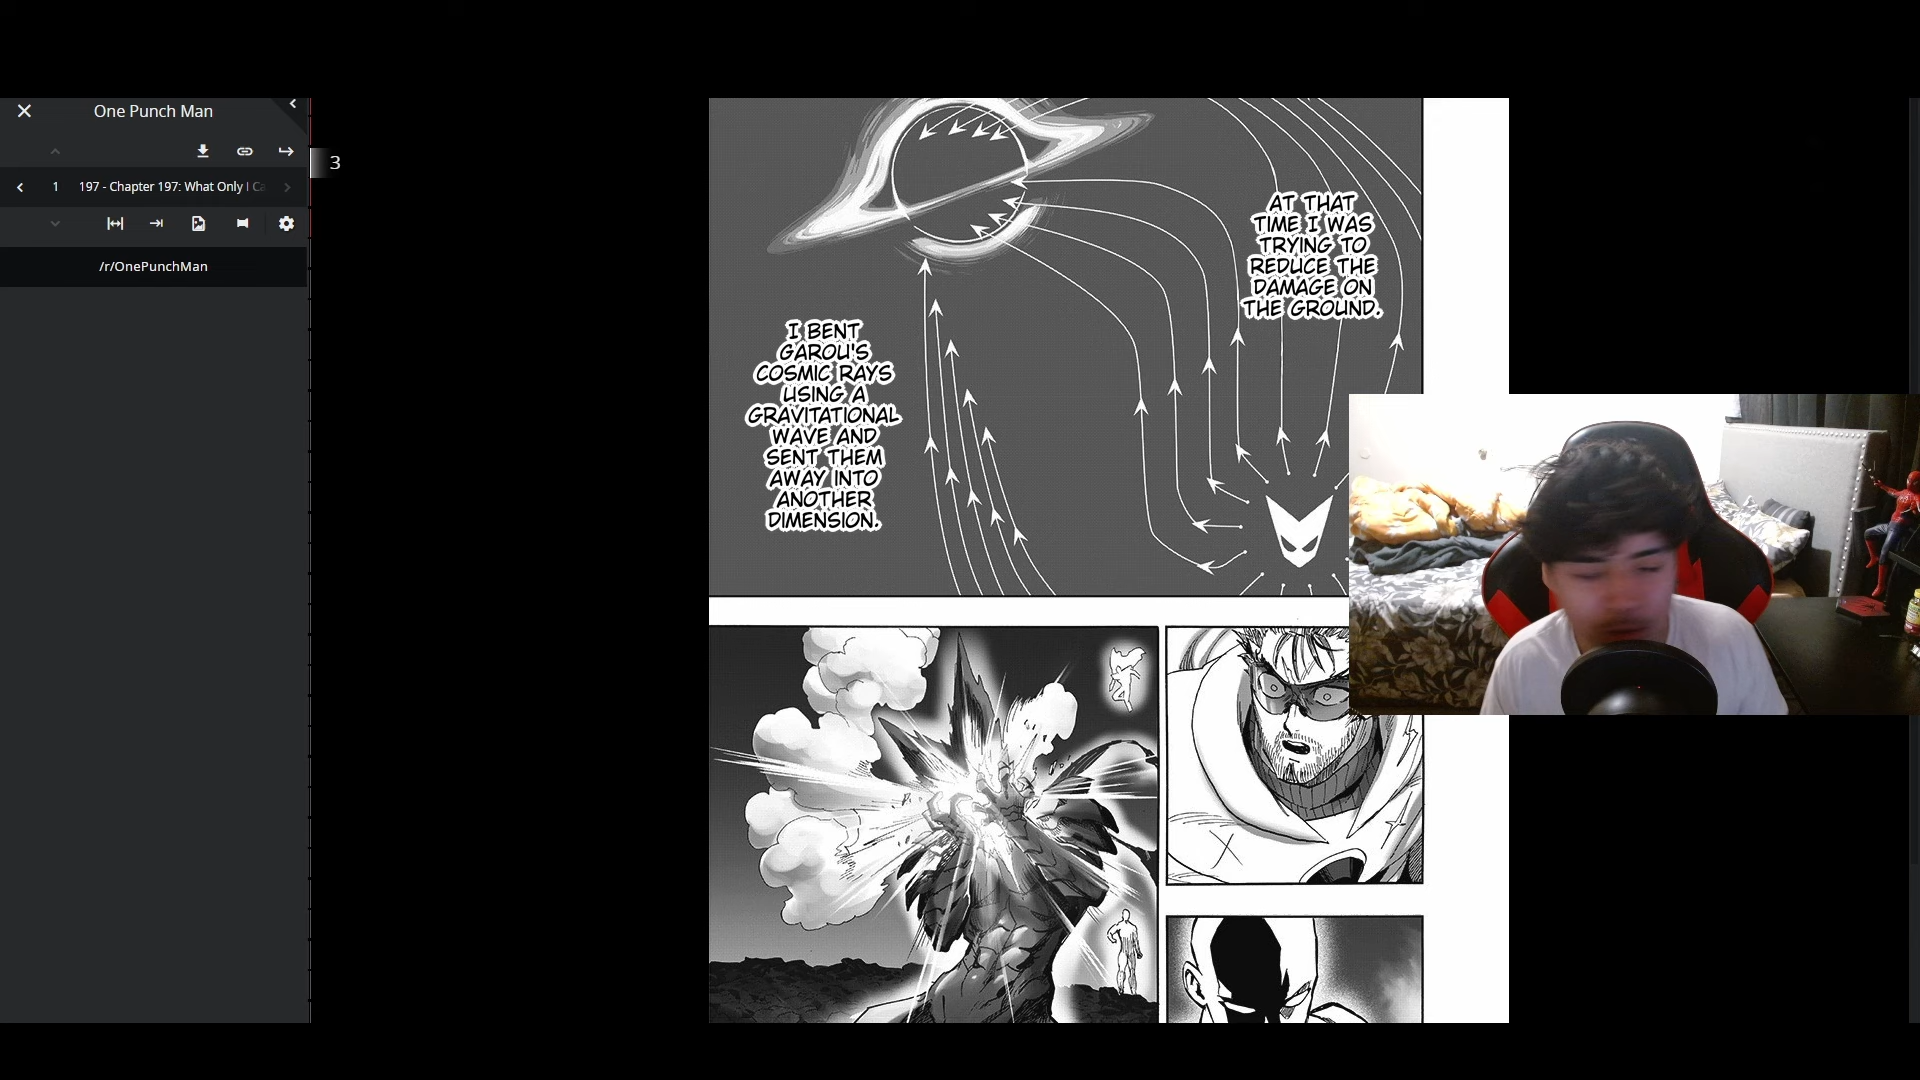 One Punch Man
3
1 197 - Chapter 197: What Only I Ca
/r/OnePunchMan
AT THAT
TIME I WAS
TRYING TO
REDUCE THE
DAMAGE ON
THE GROUND.
I BENT
GAROU'S
COSMIC RAYS
USING A
GRAVITATIONAL
WAVE AND
SENT THEM
AWAY INTO
ANOTHER
DIMENSION.